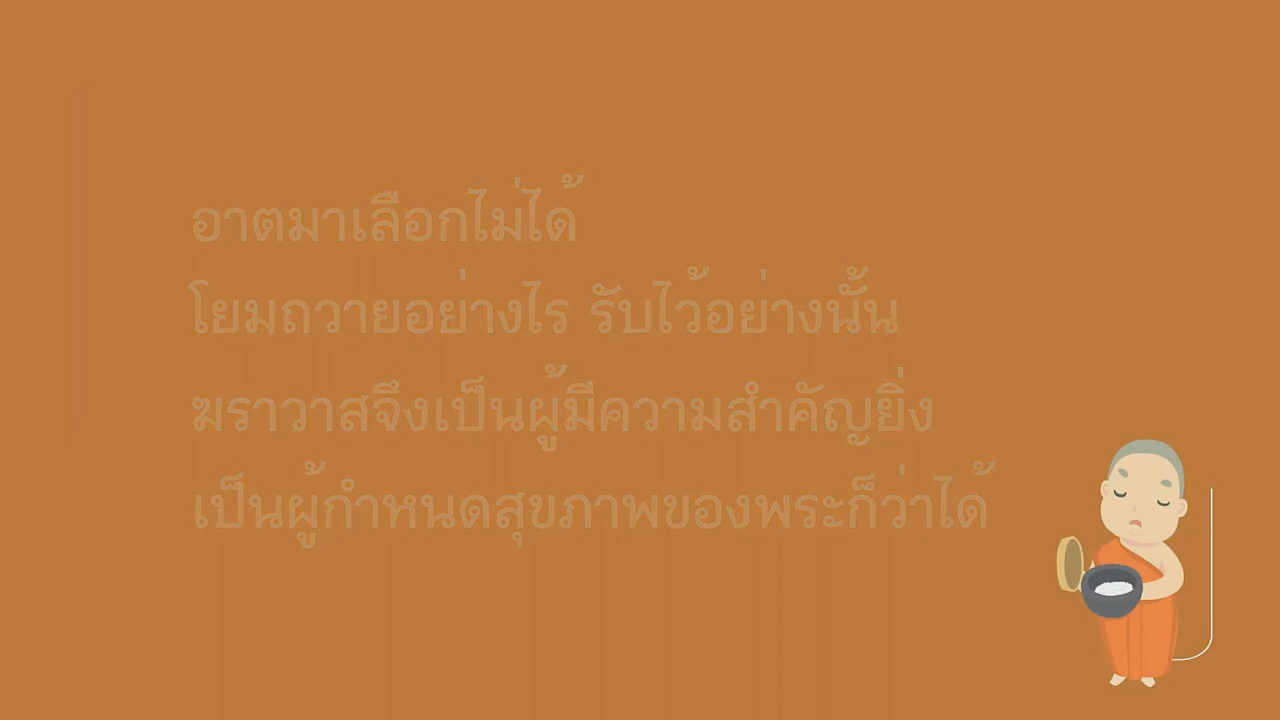 อาตมาเลือกไม่ได้
โยมถวายอย่างไร รับไว้อย่างนั้น
ฆราวาสจึงเป็นผู้มีความสำคัญยิ่ง
เป็นผู้กำหนดสุขภาพของพระก็ว่าได้